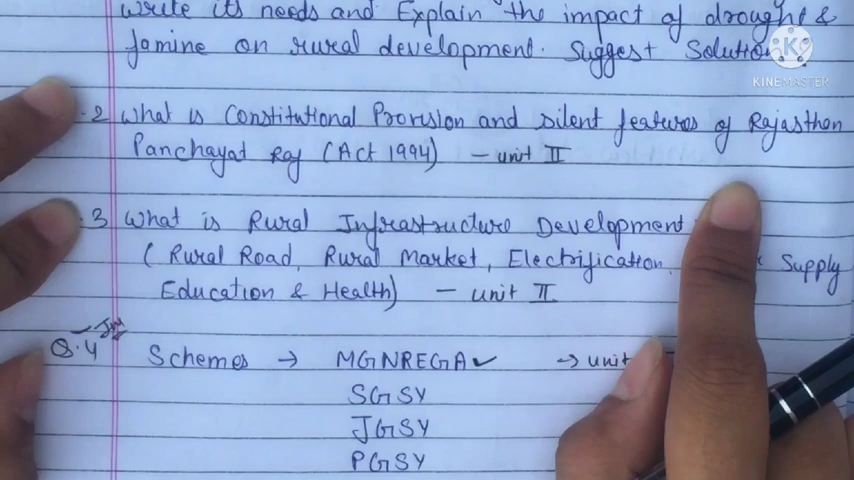 write its needs and Explain the impact of drought &
famine on rural development. Suggest Solution
KINEMASTER
.2 What is Constitutional Provision and silent features of Rajasthan
Panchayat Raj (Act 1994) - unit II
.3 What is Rural Infrastructure Development
(Rural Road, Rural Market, Electrification, Supply
Education & Health) - unit II
Q.4 Schemes → MGNREGA ✓ → unit
SGSY
JGSY
PGSY